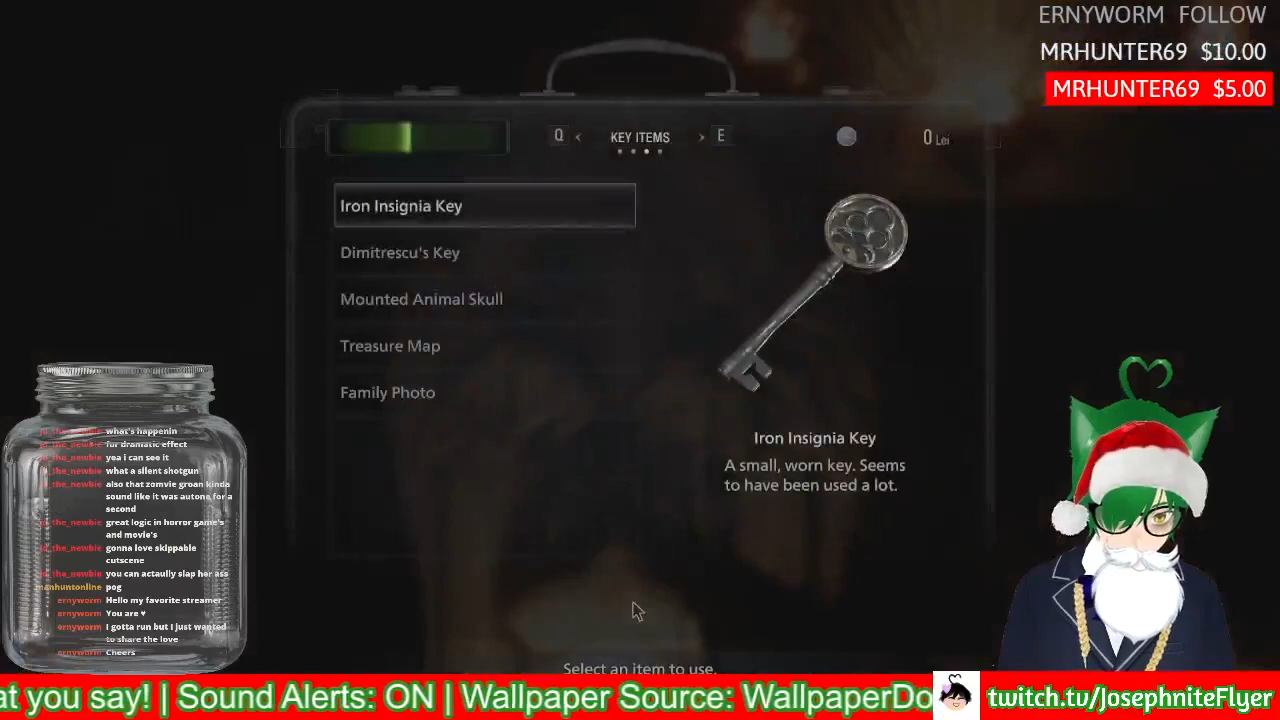 ERNYWORM FOLLOW
MRHUNTER69 $10.00
MRHUNTER69 $5.00
Q < KEY ITEMS > E
0 Lei
Iron Insignia Key
Dimitrescu's Key
Mounted Animal Skull
Treasure Map
Family Photo
Iron Insignia Key
A small, worn key. Seems
to have been used a lot.
what's happenin
for dramatic effect
yea i can see it
what a silent shotgun
also that zomvie groan kinda
sound like it was autone for a
second
great logic in horror game's
and movie's
gonna love skippable
cutscene
you can actaully slap her ass
manhuntonline pog
ernyworm Hello my favorite streamer
ernyworm You are ♥
ernyworm I gotta run but I just wanted
to share the love
ernyworm Cheers
Select an item to use.
at you say! | Sound Alerts: ON | Wallpaper Source: WallpaperDo
twitch.tv/JosephniteFlyer